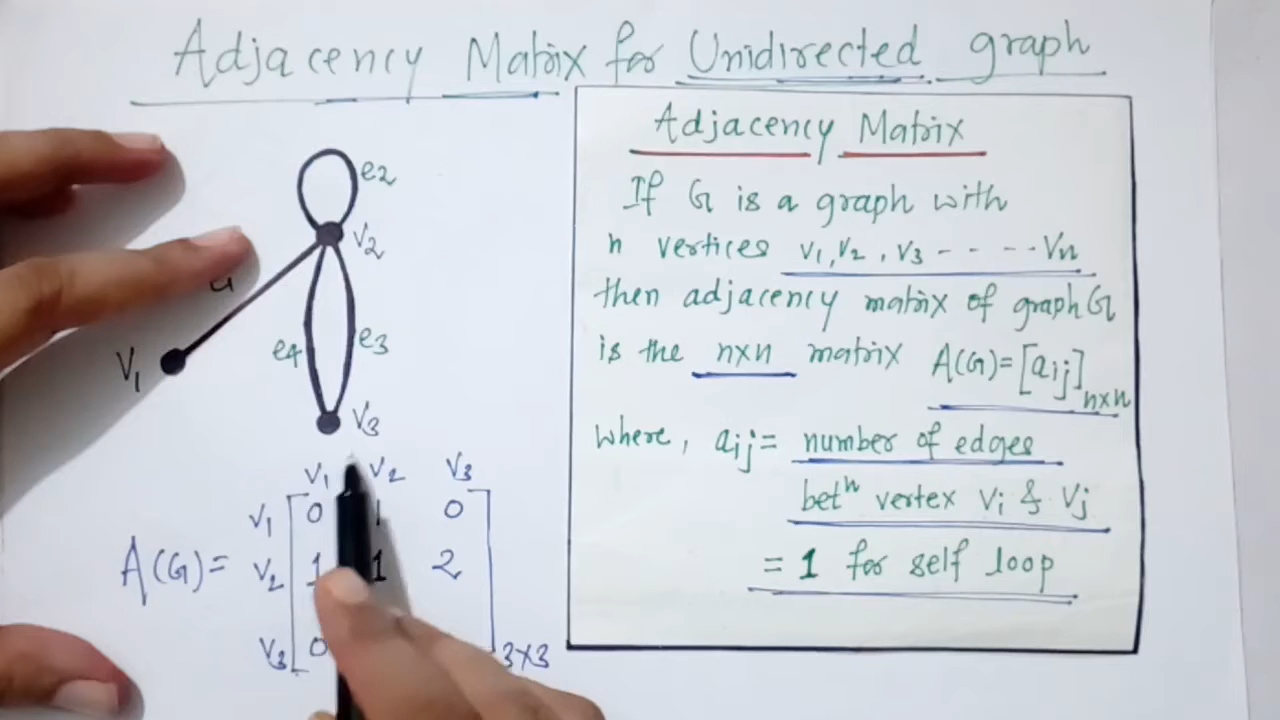 Adjacency Matrix for Unidirected graph
e2
V2
V1
e4
e3
V3
V1 V2 V3
V1 0 1 0
A(G)= V2 1 1 2
V3 0
3x3
Adjacency Matrix
If G is a graph with
n vertices v1,v2,v3----Vn
then adjacency matrix of graph G
is the nxn matrix A(G)=[aij]nxn
where, aij= number of edges
betn vertex Vi & Vj
= 1 for self loop